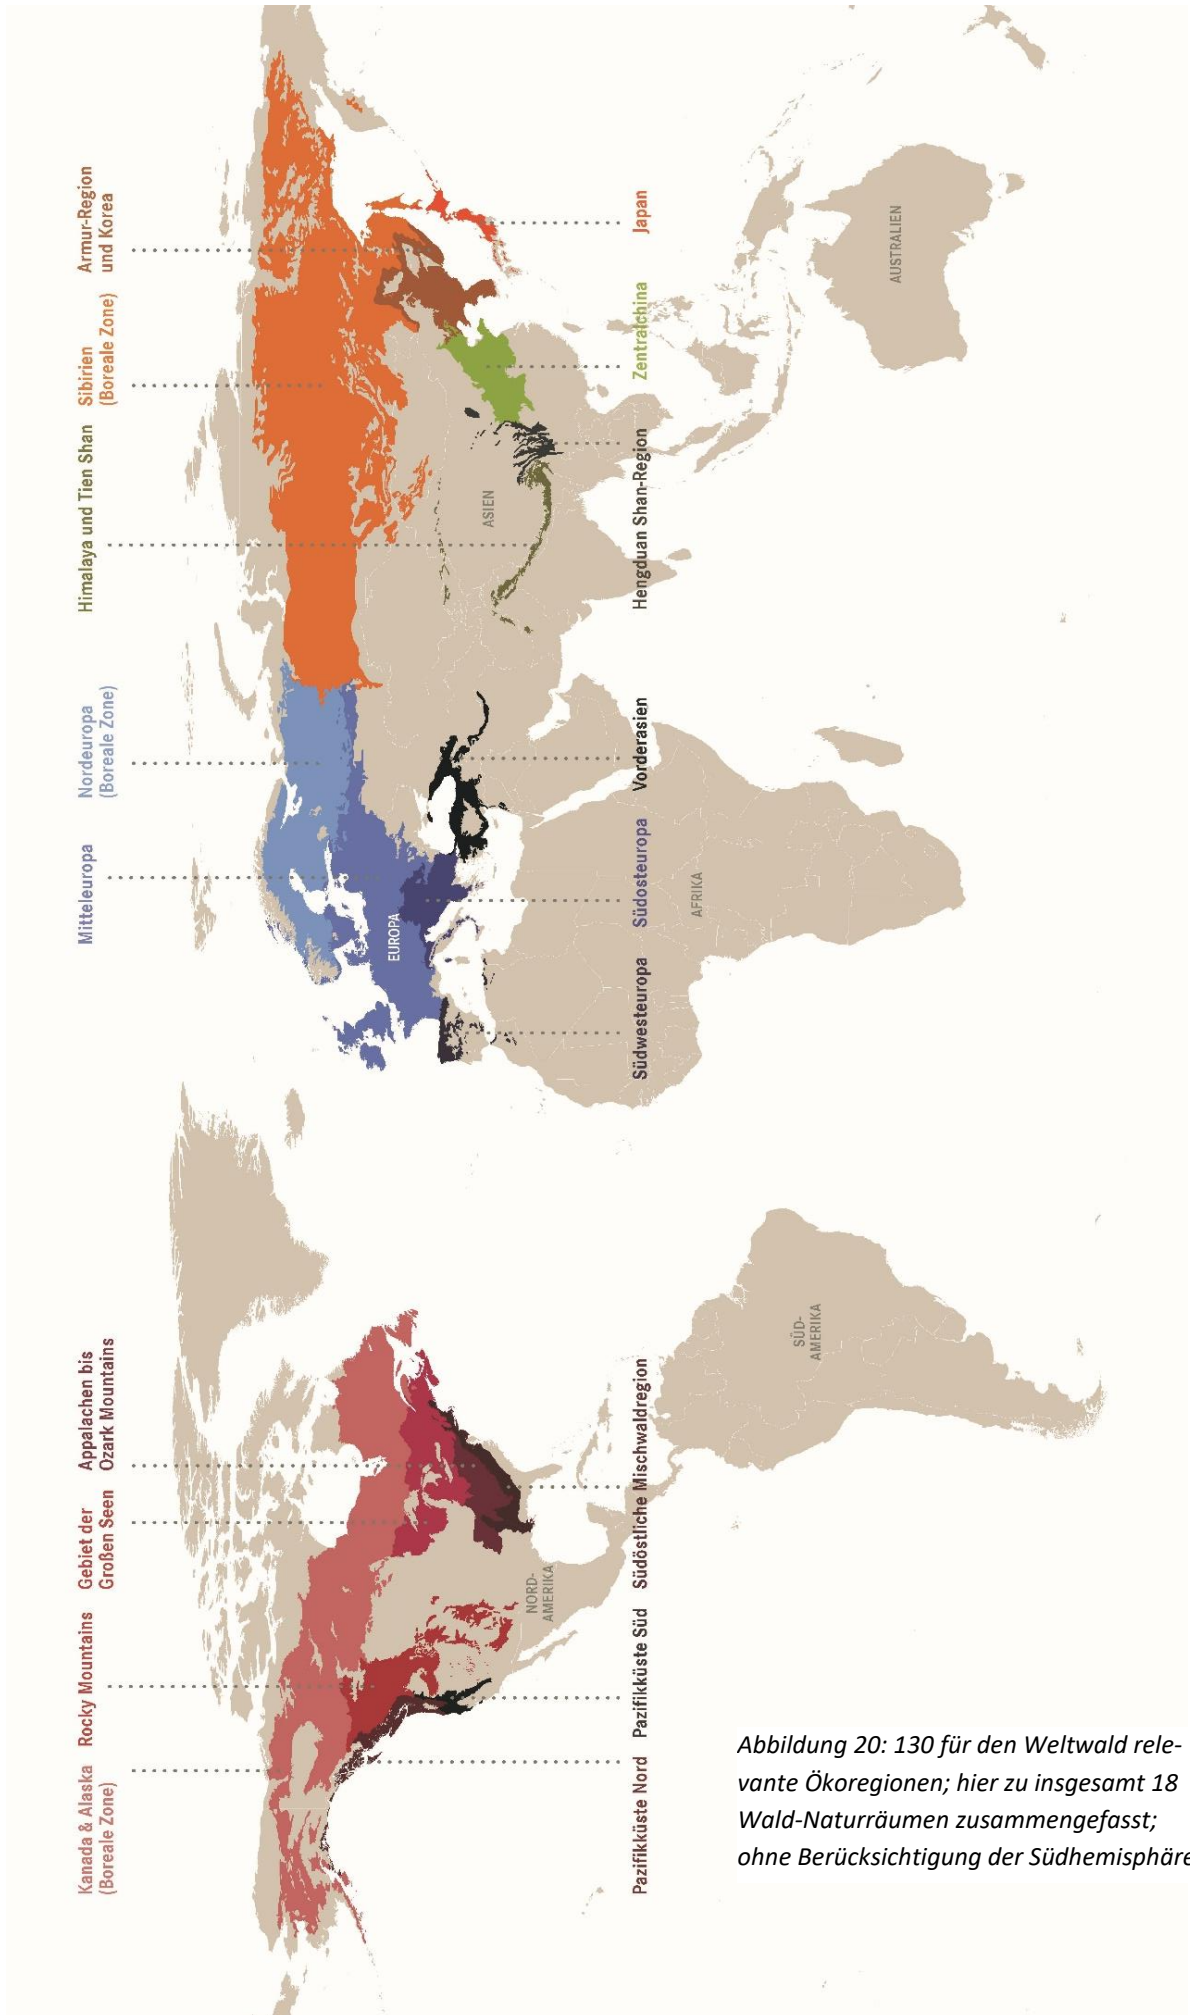 Kanada & Alaska
(Boreale Zone)
Rocky Mountains
Gebiet der
Großen Seen
Appalachen bis
Ozark Mountains
Mitteleuropa
Nordeuropa
(Boreale Zone)
Himalaya und Tien Shan
Sibirien
(Boreale Zone)
Armur-Region
und Korea
EUROPA
ASIEN
NORD-
AMERIKA
Pazifikküste Nord
Pazifikküste Süd
Südöstliche Mischwaldregion
Südwesteuropa
Südosteuropa
Vorderasien
Hengduan Shan-Region
Zentralchina
Japan
SÜD-
AMERIKA
AFRIKA
AUSTRALIEN
Abbildung 20: 130 für den Weltwald rele-
vante Ökoregionen; hier zu insgesamt 18
Wald-Naturräumen zusammengefasst;
ohne Berücksichtigung der Südhemisphäre